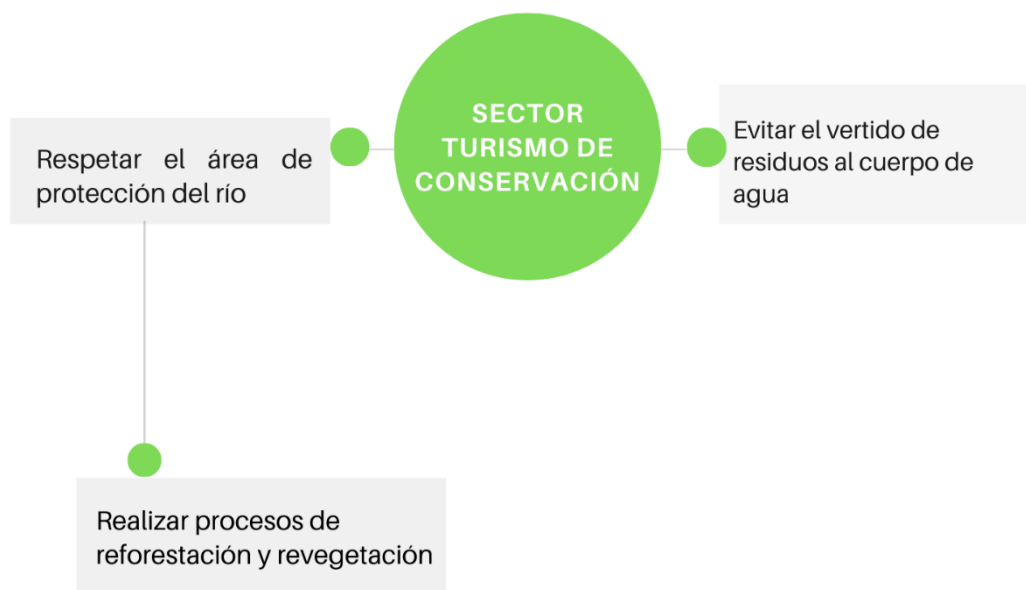 SECTOR
TURISMO DE
CONSERVACIÓN
Respetar el área de
protección del río
Evitar el vertido de
residuos al cuerpo de
agua
Realizar procesos de
reforestación y revegetación